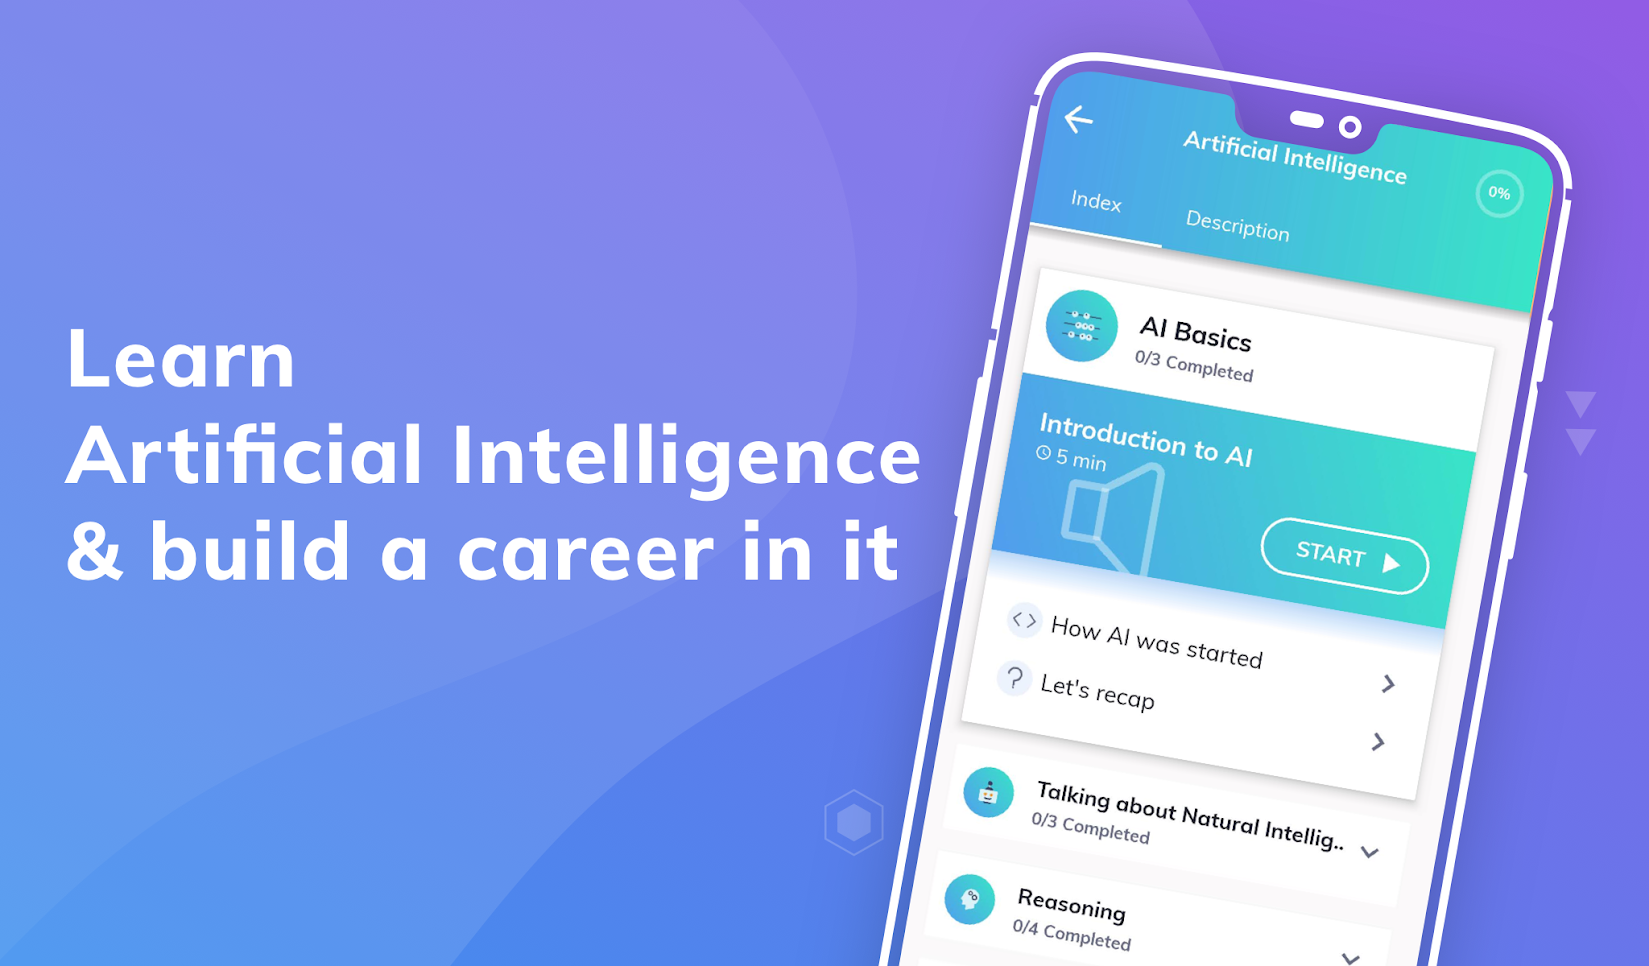 Learn
Artificial Intelligence
& build a career in it
Artificial Intelligence
0%
Index
Description
AI Basics
0/3 Completed
Introduction to AI
5 min
START
How AI was started
Let's recap
Talking about Natural Intellig..
0/3 Completed
Reasoning
0/4 Completed